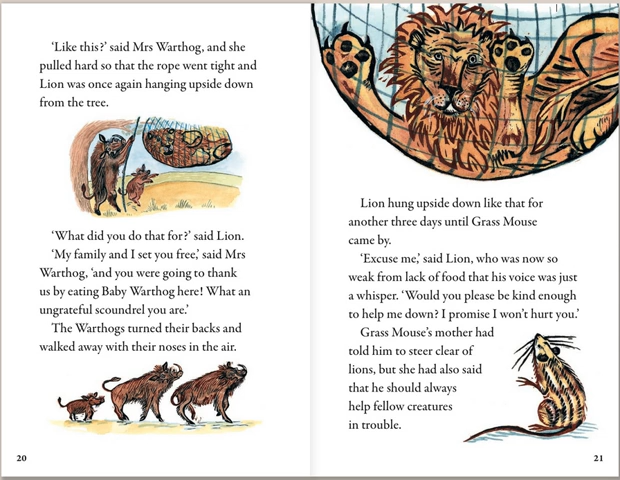 ‘Like this?’ said Mrs Warthog, and she
pulled hard so that the rope went tight and
Lion was once again hanging upside down
from the tree.
‘What did you do that for?’ said Lion.
‘My family and I set you free,’ said Mrs
Warthog, ‘and you were going to thank
us by eating Baby Warthog here! What an
ungrateful scoundrel you are.’
The Warthogs turned their backs and
walked away with their noses in the air.
20
Lion hung upside down like that for
another three days until Grass Mouse
came by.
‘Excuse me,’ said Lion, who was now so
weak from lack of food that his voice was just
a whisper. ‘Would you please be kind enough
to help me down? I promise I won’t hurt you.’
Grass Mouse’s mother had
told him to steer clear of
lions, but she had also said
that he should always
help fellow creatures
in trouble.
21